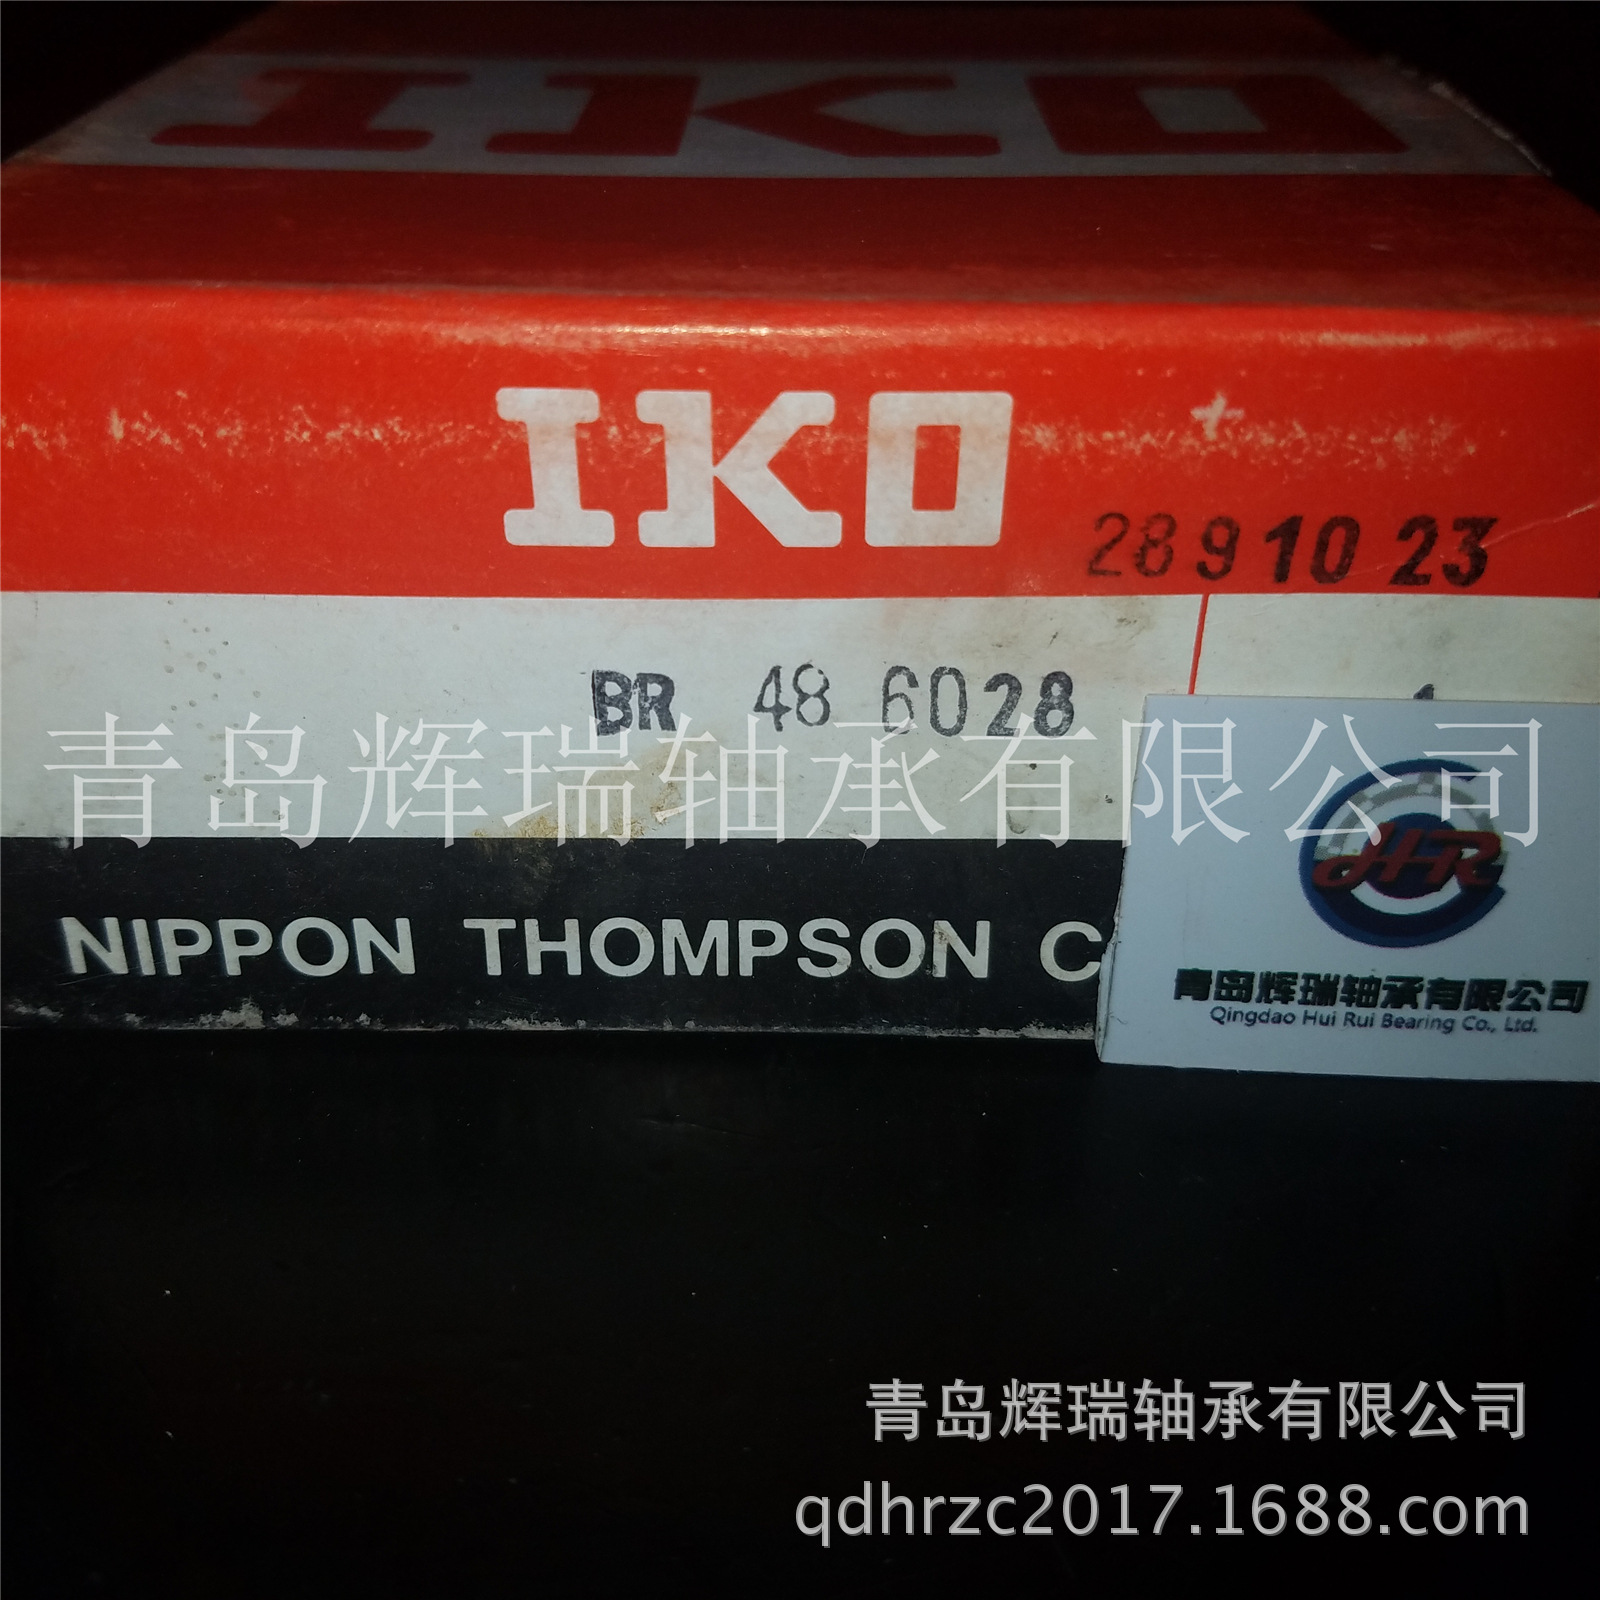 IKO
IKO
28 9 10 23
BR 48 6028
1
青岛辉瑞轴承有限公司
HR
NIPPON THOMPSON C
青岛辉瑞轴承有限公司
Qingdao Hui Rui Bearing Co., Ltd.
青岛辉瑞轴承有限公司
qdhrzc2017.1688.com